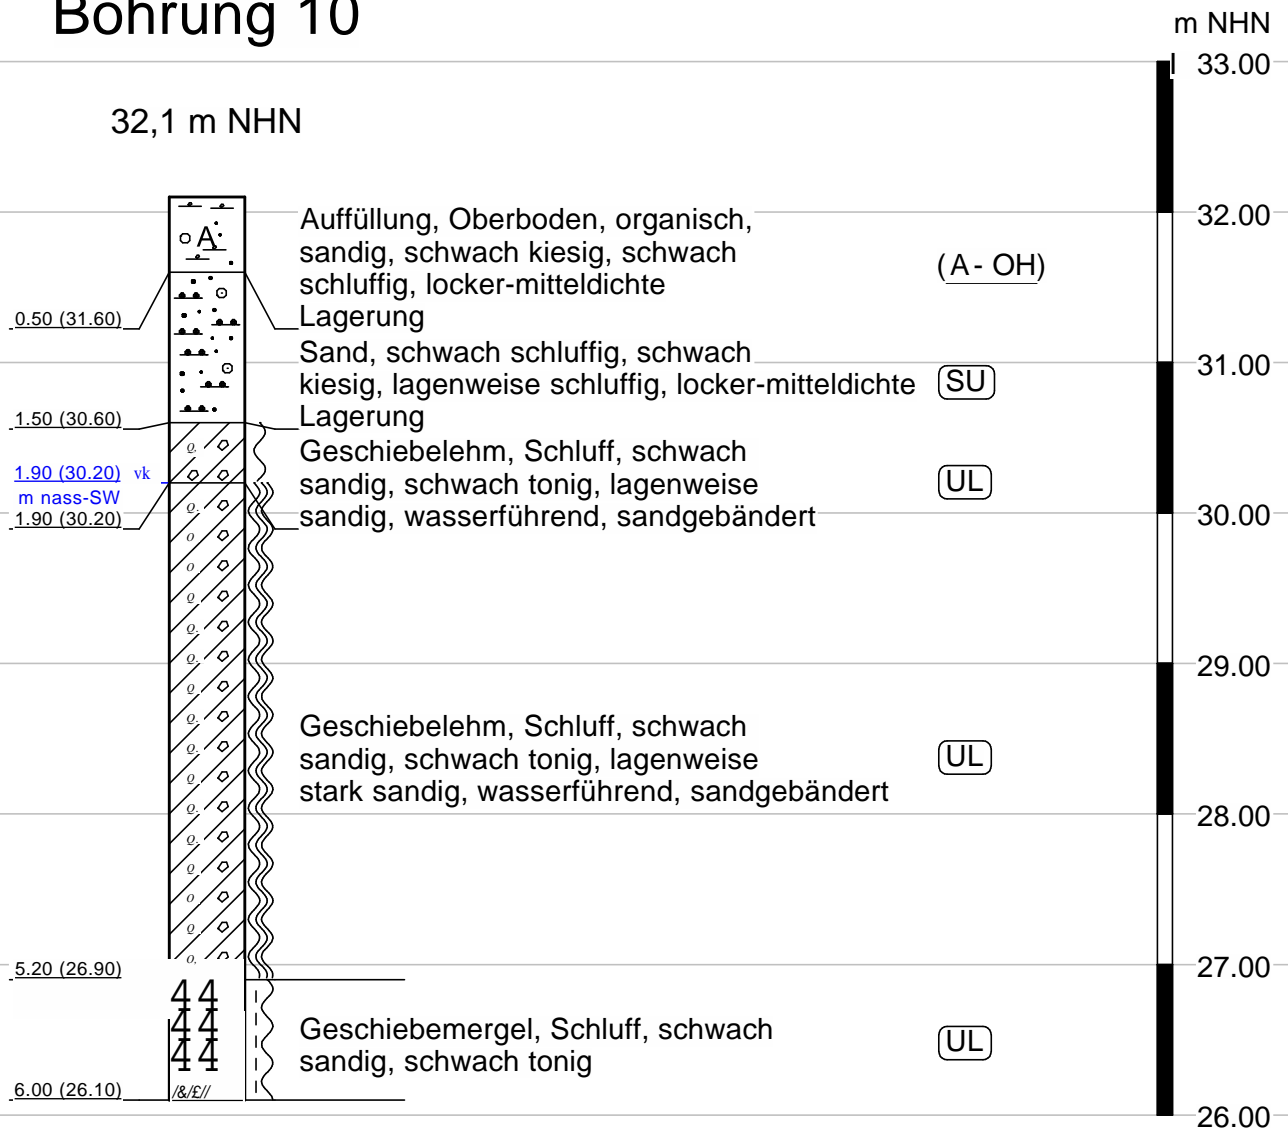 Bohrung 10
m NHN
33.00
32,1 m NHN
32.00
Auffüllung, Oberboden, organisch,
sandig, schwach kiesig, schwach
schluffig, locker-mitteldichte
Lagerung
A
(A - OH)
0.50 (31.60)
Sand, schwach schluffig, schwach
kiesig, lagenweise schluffig, locker-mitteldichte
Lagerung
31.00
SU
1.50 (30.60)
Geschiebelehm, Schluff, schwach
sandig, schwach tonig, lagenweise
sandig, wasserführend, sandgebändert
UL
1.90 (30.20) vk
m nass-SW
1.90 (30.20)
30.00
29.00
Geschiebelehm, Schluff, schwach
sandig, schwach tonig, lagenweise
stark sandig, wasserführend, sandgebändert
UL
28.00
5.20 (26.90)
27.00
44
44
44
Geschiebemergel, Schluff, schwach
sandig, schwach tonig
UL
6.00 (26.10)
/&/£//
26.00